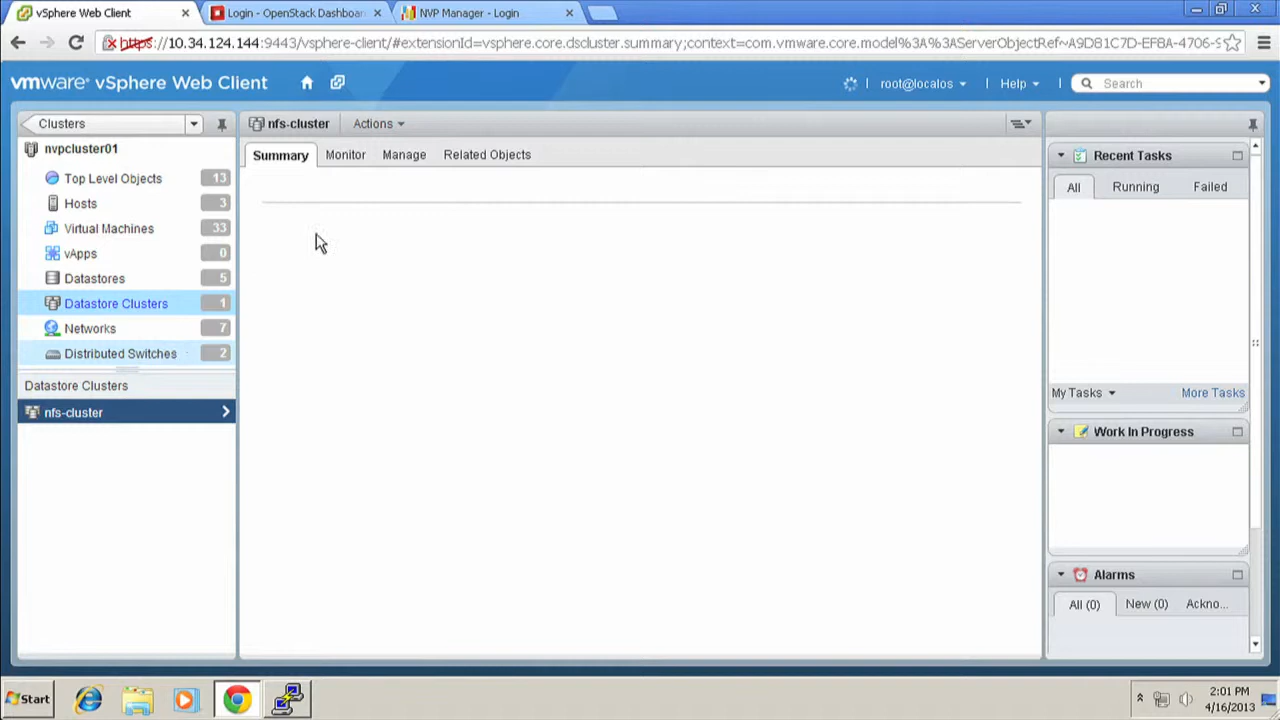 vSphere Web Client
Login - OpenStack Dashboar
NVP Manager - Login
https://10.34.124.144:9443/vsphere-client/#extensionId=vsphere.core.dscluster.summary;context=com.vmware.core.model%3A%3AServerObjectRef~A9D81C7D-EF8A-4706-9
vmware® vSphere Web Client
root@localos
Help
Search
Clusters
nvpcluster01
Top Level Objects 13
Hosts 3
Virtual Machines 33
vApps 0
Datastores 5
Datastore Clusters 1
Networks 7
Distributed Switches 2
Datastore Clusters
nfs-cluster
nfs-cluster
Actions
Summary
Monitor
Manage
Related Objects
Recent Tasks
All
Running
Failed
My Tasks
More Tasks
Work In Progress
Alarms
All (0)
New (0)
Ackno...
Start
2:01 PM
4/16/2013